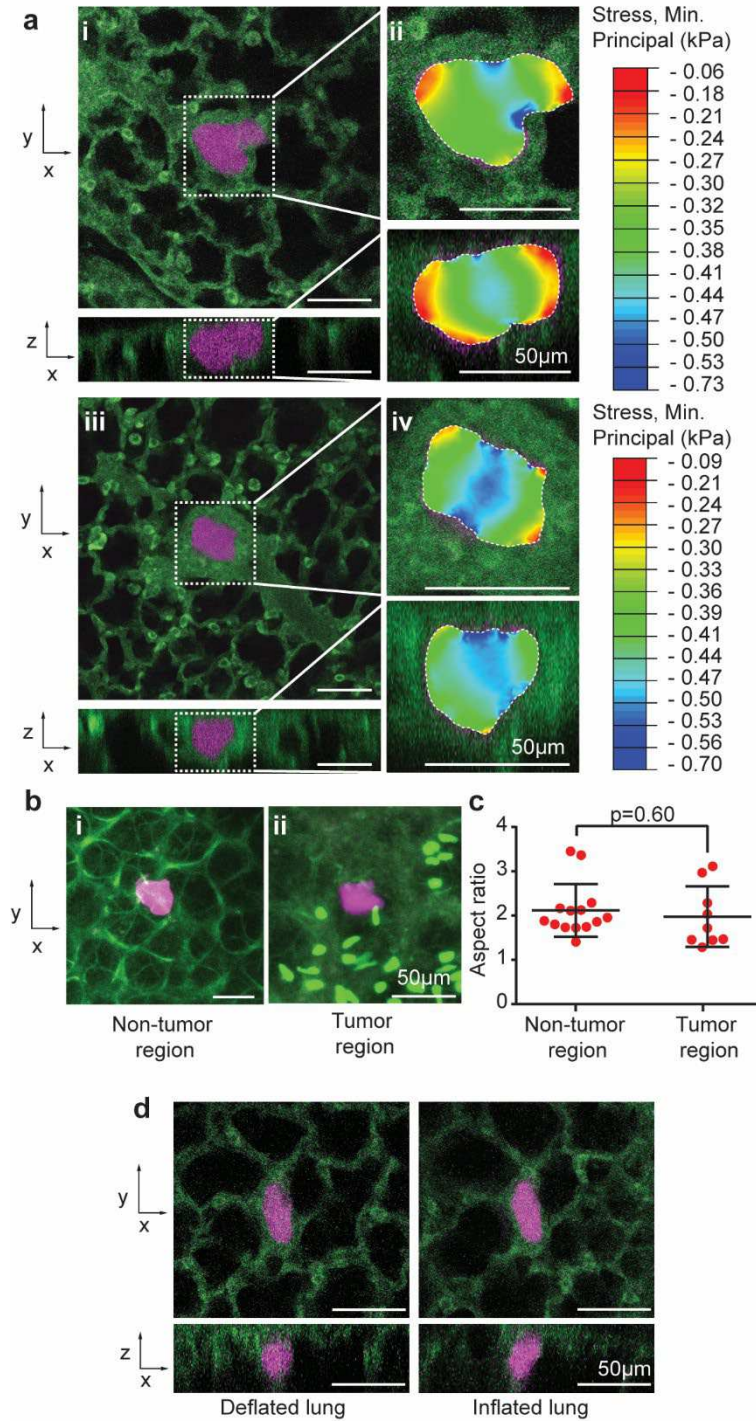 a
i
ii
Stress, Min.
Principal (kPa)
- 0.06
- 0.18
- 0.24
- 0.27
- 0.30
- 0.32
- 0.35
- 0.38
- 0.41
- 0.44
- 0.47
- 0.50
- 0.53
- 0.73
y
x
z
x
50µm
iii
iv
Stress, Min.
Principal (kPa)
- 0.09
- 0.21
- 0.24
- 0.30
- 0.33
- 0.36
- 0.39
- 0.41
- 0.44
- 0.47
- 0.50
- 0.53
- 0.56
- 0.70
y
x
z
x
50µm
b
i
ii
y
x
50µm
Non-tumor
region
Tumor
region
c
p=0.60
Aspect ratio
4
3
2
1
0
Non-tumor
region
Tumor
region
d
y
x
z
x
50µm
Deflated lung
Inflated lung